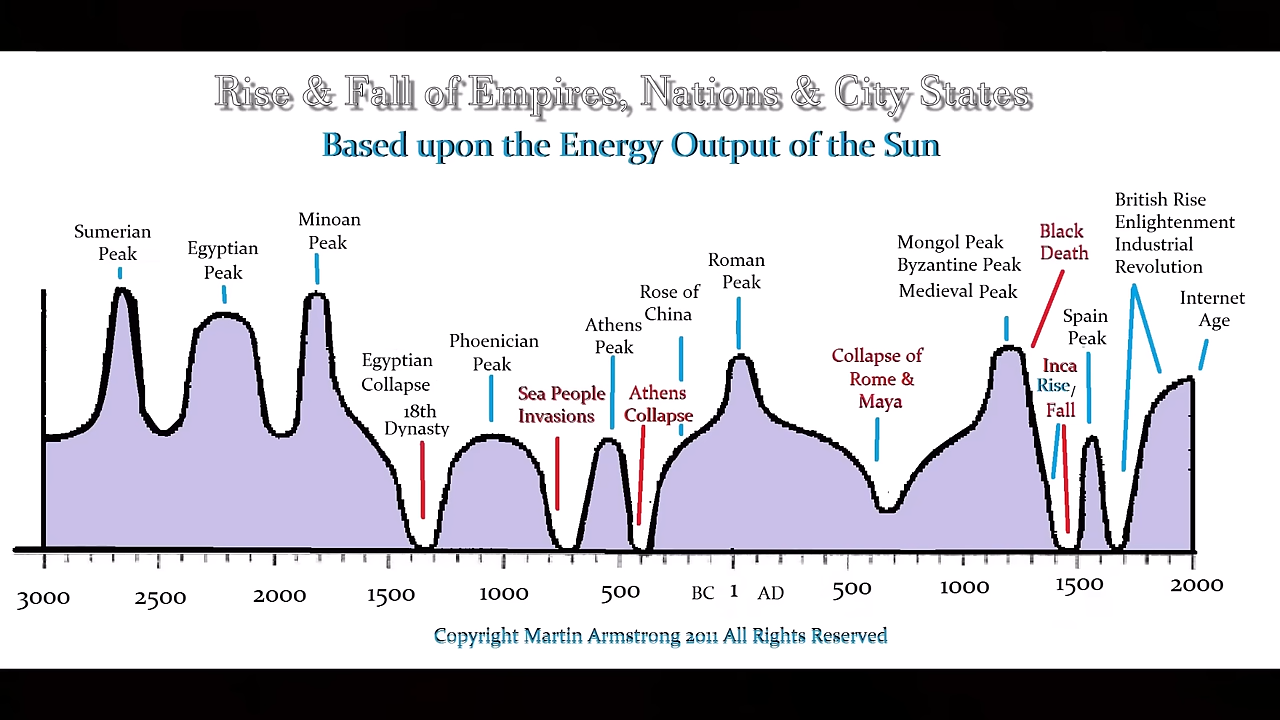 Rise & Fall of Empires, Nations & City States
Based upon the Energy Output of the Sun
Sumerian
Peak
Egyptian
Peak
Minoan
Peak
Egyptian
Collapse
18th
Dynasty
Phoenician
Peak
Sea People
Invasions
Athens
Peak
Athens
Collapse
Rose of
China
Roman
Peak
Collapse of
Rome &
Maya
Mongol Peak
Byzantine Peak
Medieval Peak
Black
Death
Inca
Rise/
Fall
Spain
Peak
British Rise
Enlightenment
Industrial
Revolution
Internet
Age
3000 2500 2000 1500 1000 500 BC 1 AD 500 1000 1500 2000
Copyright Martin Armstrong 2011 All Rights Reserved